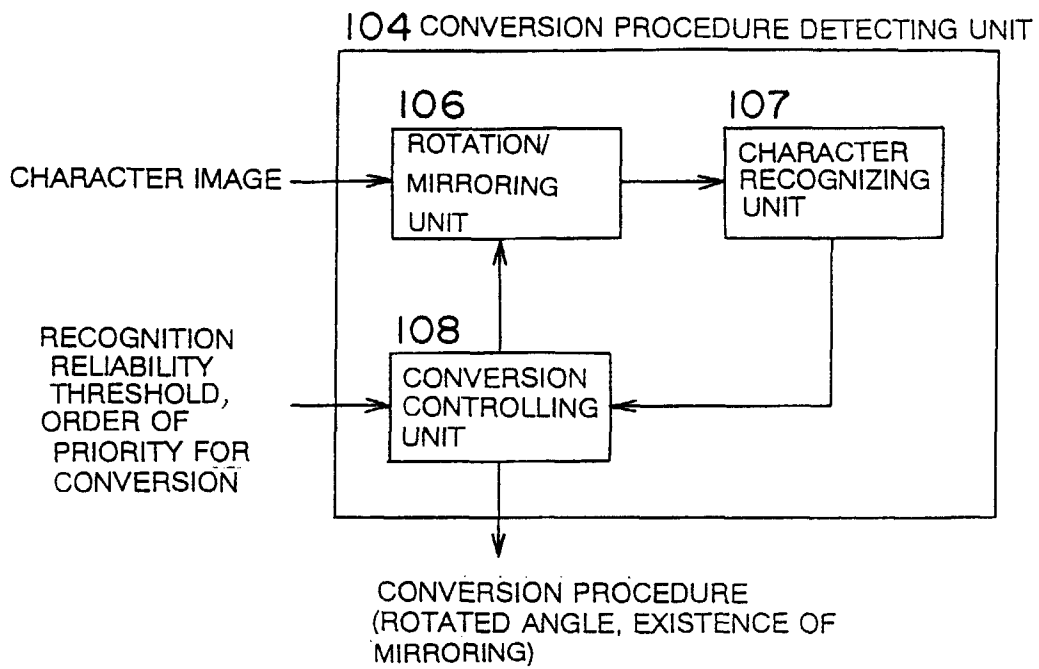 104 CONVERSION PROCEDURE DETECTING UNIT
106
ROTATION/
MIRRORING
UNIT
107
CHARACTER
RECOGNIZING
UNIT
CHARACTER IMAGE
RECOGNITION
RELIABILITY
THRESHOLD,
ORDER OF
PRIORITY FOR
CONVERSION
108
CONVERSION
CONTROLLING
UNIT
CONVERSION PROCEDURE
(ROTATED ANGLE, EXISTENCE OF
MIRRORING)